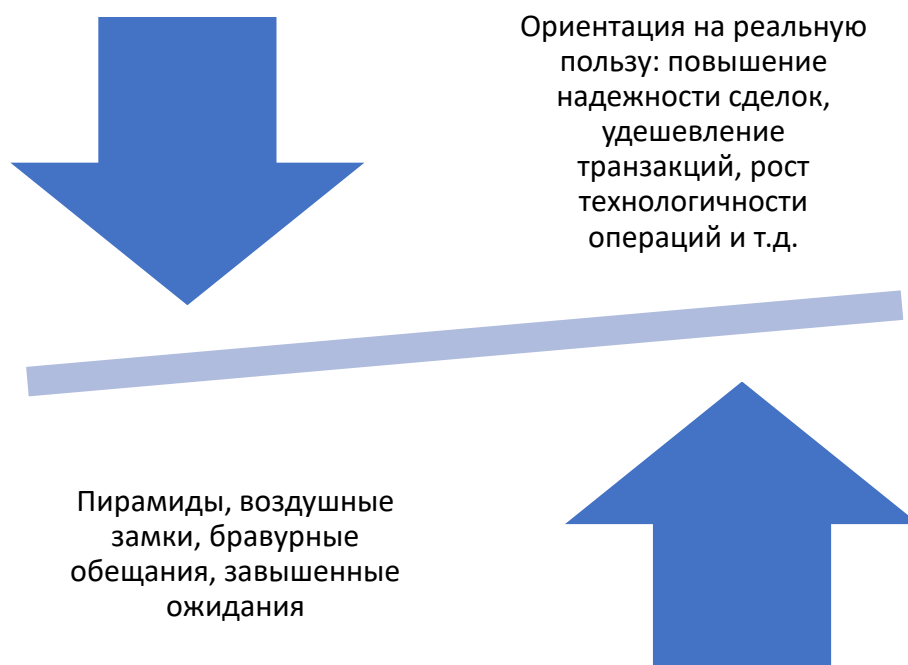 Ориентация на реальную
пользу: повышение
надежности сделок,
удешевление
транзакций, рост
технологичности
операций и т.д.
Пирамиды, воздушные
замки, бравурные
обещания, завышенные
ожидания